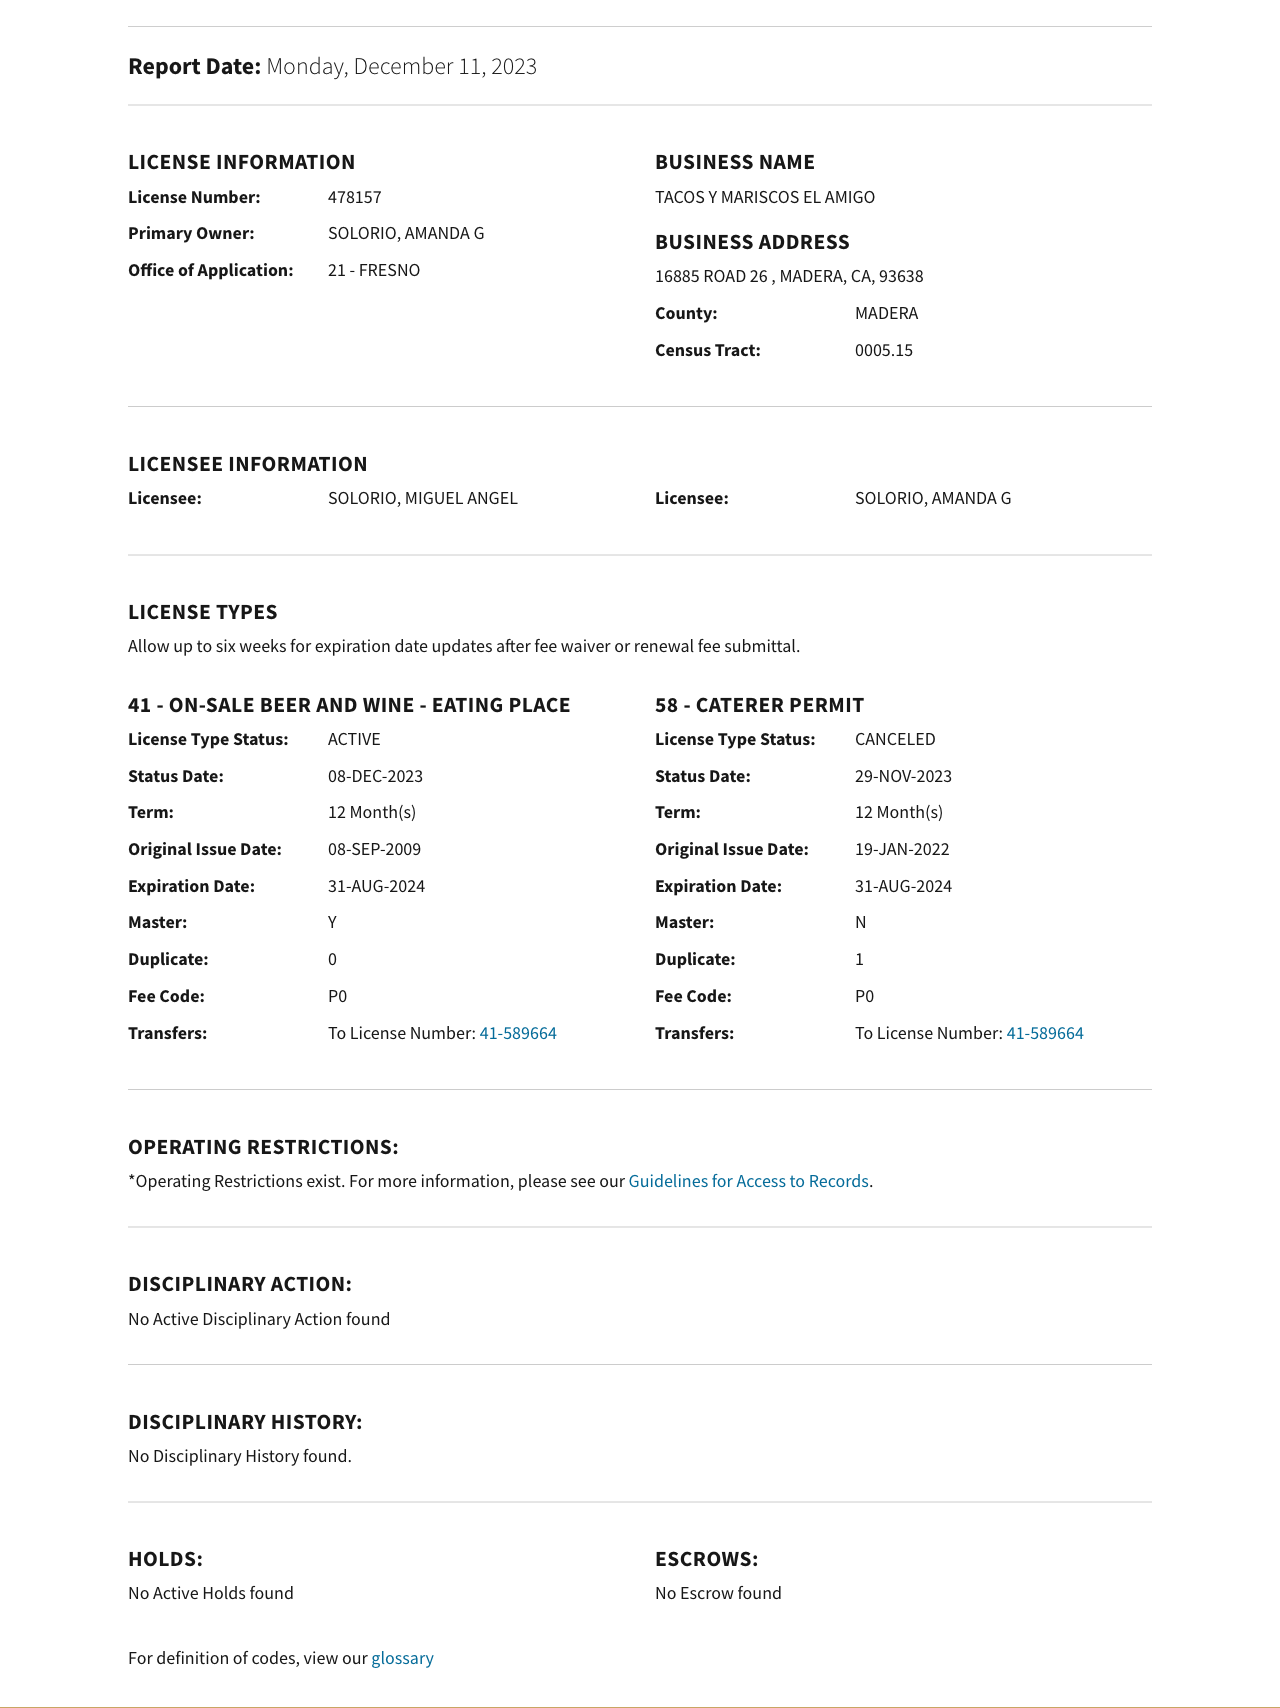 Report Date: Monday, December 11, 2023
LICENSE INFORMATION
License Number: 478157
Primary Owner: SOLORIO, AMANDA G
Office of Application: 21 - FRESNO
BUSINESS NAME
TACOS Y MARISCOS EL AMIGO
BUSINESS ADDRESS
16885 ROAD 26 , MADERA, CA, 93638
County: MADERA
Census Tract: 0005.15
LICENSEE INFORMATION
Licensee: SOLORIO, MIGUEL ANGEL
Licensee: SOLORIO, AMANDA G
LICENSE TYPES
Allow up to six weeks for expiration date updates after fee waiver or renewal fee submittal.
41 - ON-SALE BEER AND WINE - EATING PLACE
License Type Status: ACTIVE
Status Date: 08-DEC-2023
Term: 12 Month(s)
Original Issue Date: 08-SEP-2009
Expiration Date: 31-AUG-2024
Master: Y
Duplicate: 0
Fee Code: P0
Transfers: To License Number: 41-589664
58 - CATERER PERMIT
License Type Status: CANCELED
Status Date: 29-NOV-2023
Term: 12 Month(s)
Original Issue Date: 19-JAN-2022
Expiration Date: 31-AUG-2024
Master: N
Duplicate: 1
Fee Code: P0
Transfers: To License Number: 41-589664
OPERATING RESTRICTIONS:
*Operating Restrictions exist. For more information, please see our Guidelines for Access to Records.
DISCIPLINARY ACTION:
No Active Disciplinary Action found
DISCIPLINARY HISTORY:
No Disciplinary History found.
HOLDS:
No Active Holds found
ESCROWS:
No Escrow found
For definition of codes, view our glossary